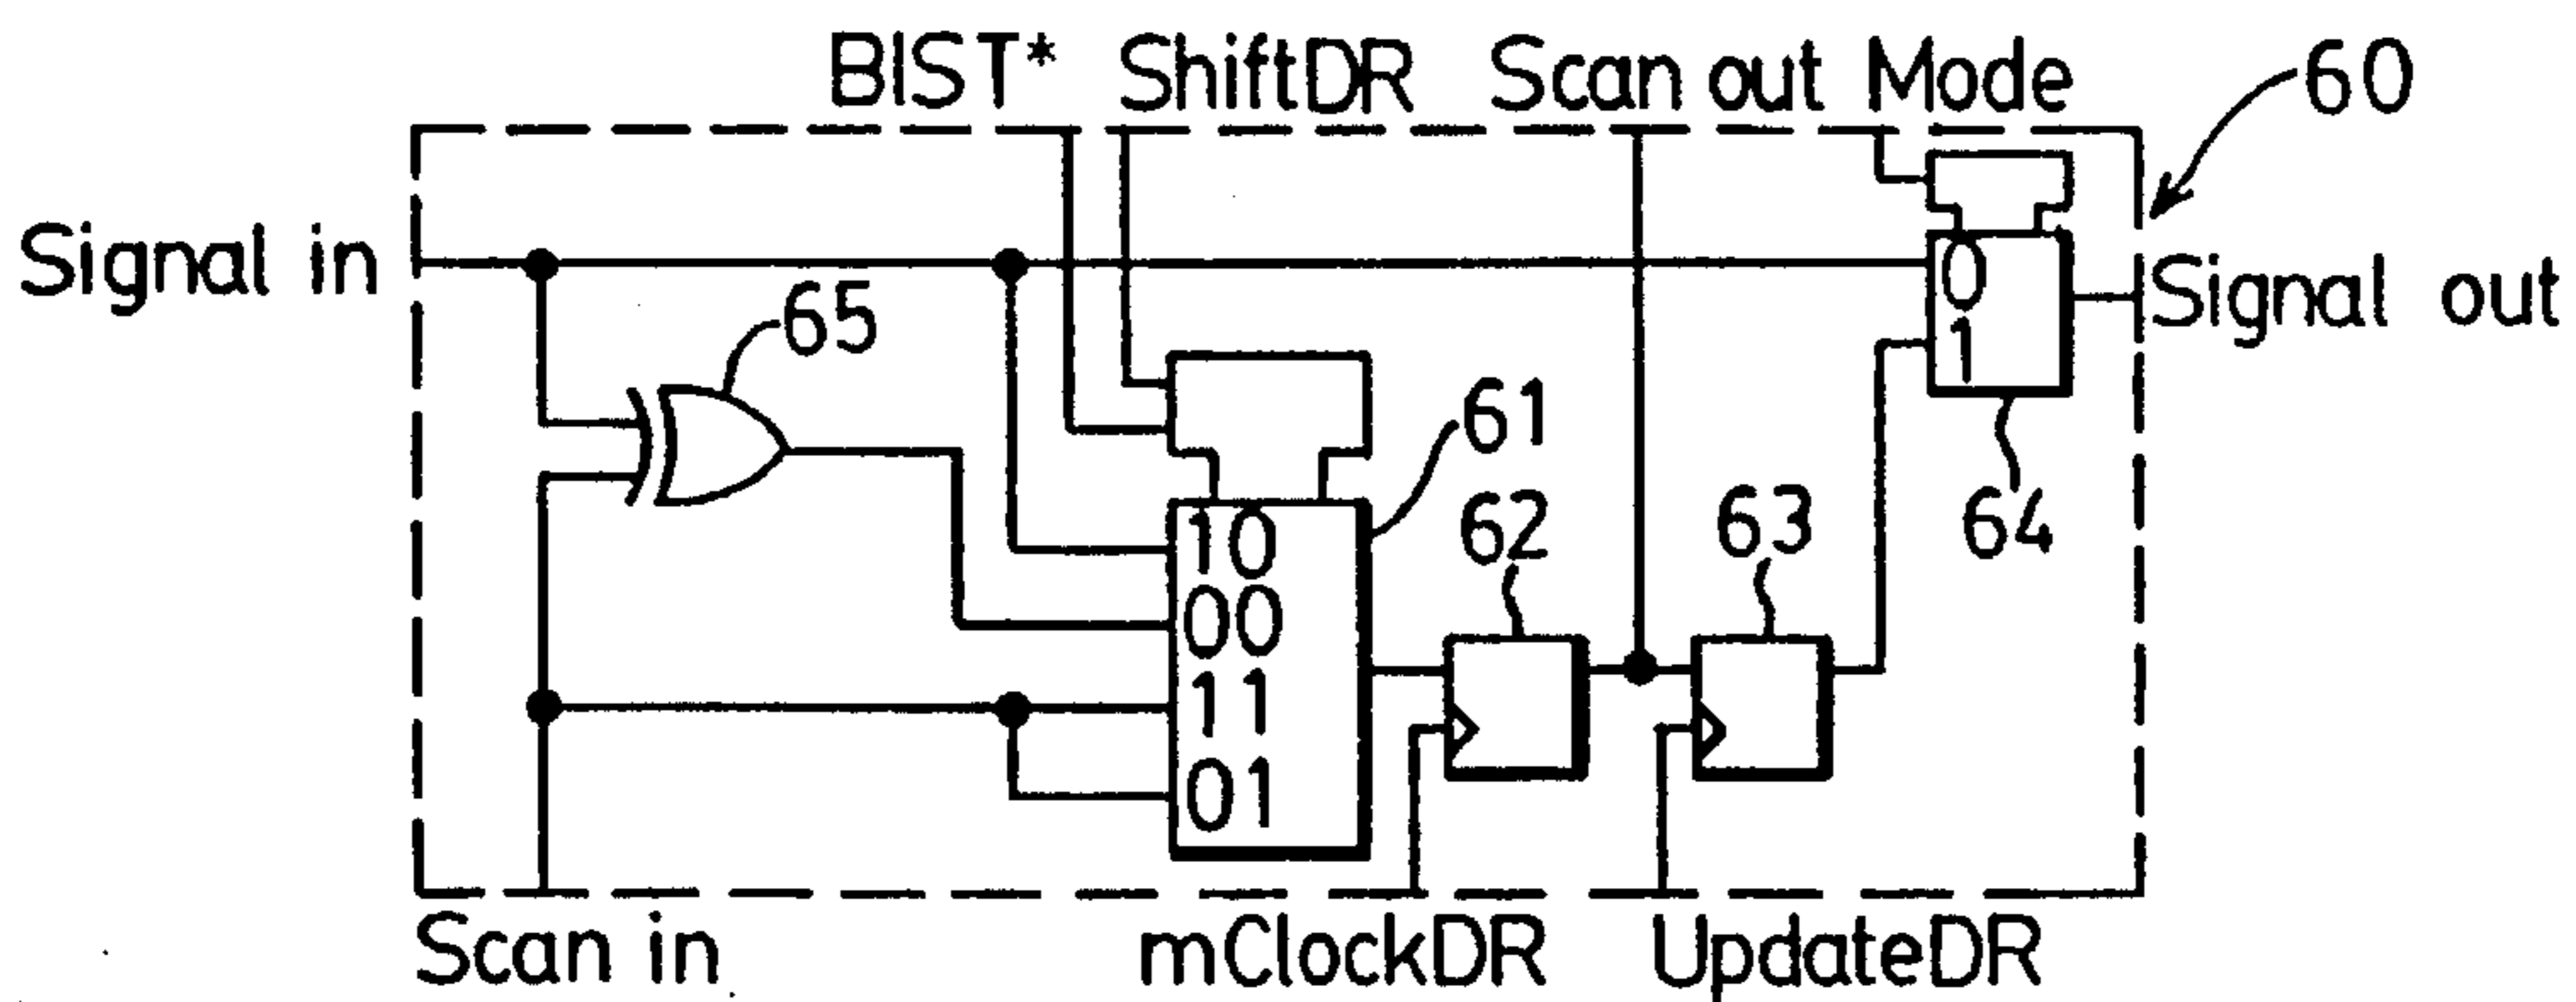 BIST* ShiftDR Scan out Mode
60
Signal in
65
0
1
Signal out
61
10
00
11
01
62
63
64
Scan in
mClockDR
UpdateDR